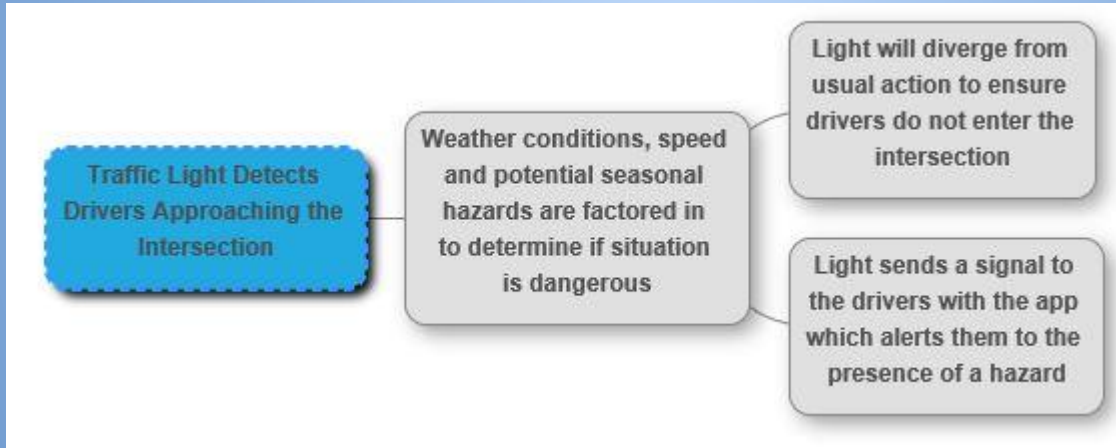 Traffic Light Detects
Drivers Approaching the
Intersection
Weather conditions, speed
and potential seasonal
hazards are factored in
to determine if situation
is dangerous
Light will diverge from
usual action to ensure
drivers do not enter the
intersection
Light sends a signal to
the drivers with the app
which alerts them to the
presence of a hazard